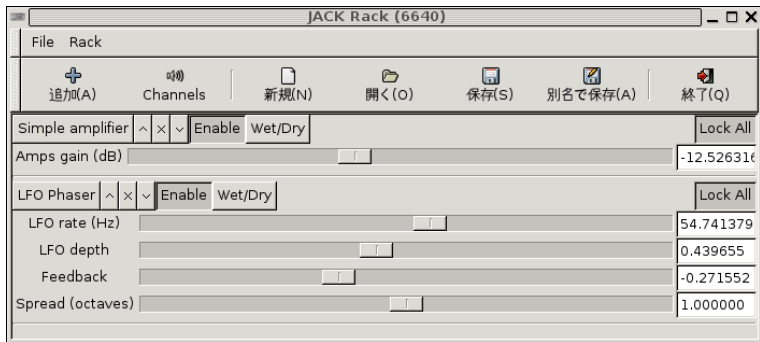 JACK Rack (6640)
File Rack
追加(A) Channels 新規(N) 開く(O) 保存(S) 別名で保存(A) 終了(Q)
Simple amplifier Enable Wet/Dry Lock All
Amps gain (dB) -12.526316
LFO Phaser Enable Wet/Dry Lock All
LFO rate (Hz) 54.741379
LFO depth 0.439655
Feedback -0.271552
Spread (octaves) 1.000000